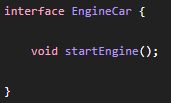 interface EngineCar {
void startEngine();
}